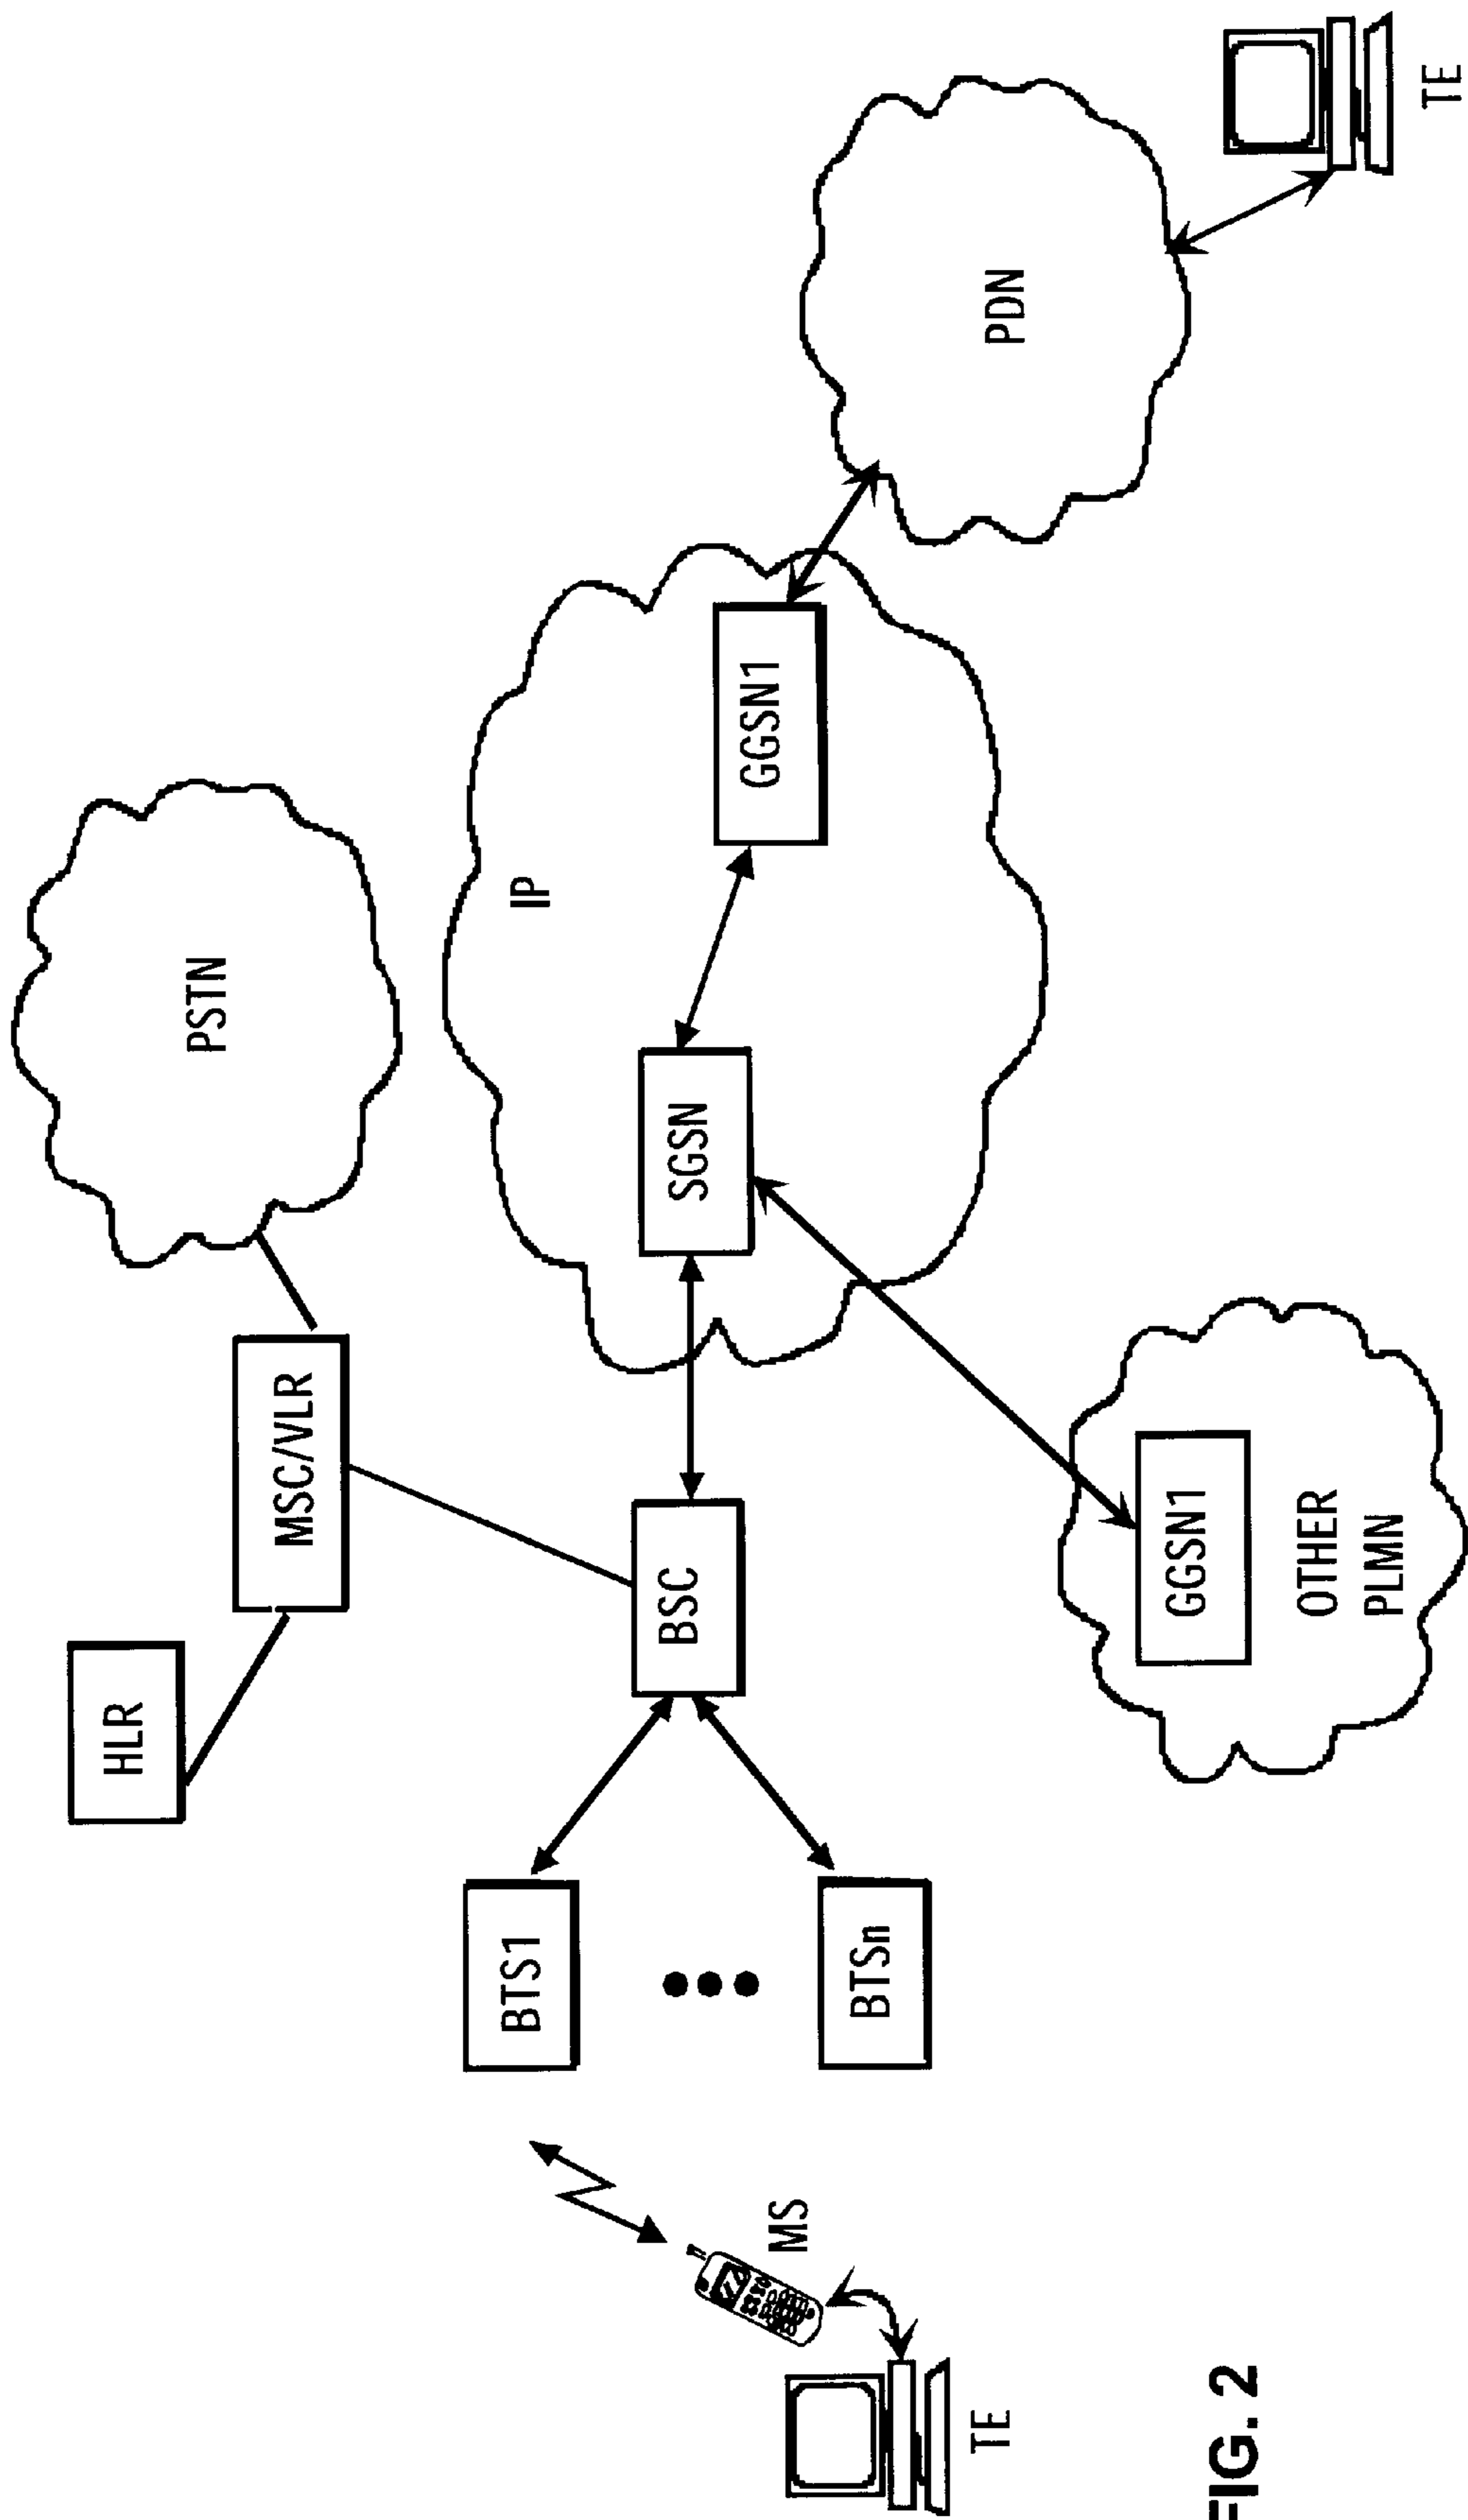 HLR
MSC/VLR
PSTN
BTS1
BTSn
BSC
SGSN
IP
GGSN1
PDN
TE
MS
TE
GGSN1
OTHER
PLMN
FIG. 2